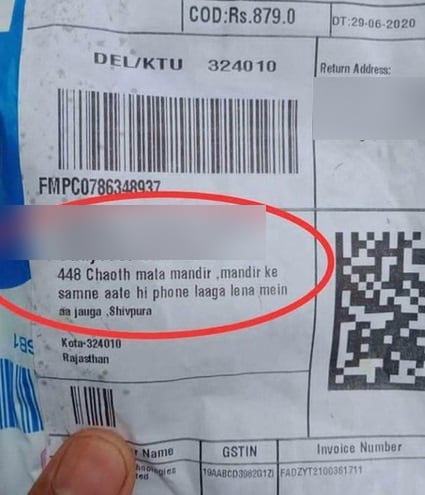 COD:Rs.879.0
DT:29-06-2020
DEL/KTU 324010
Return Address:
FMPC0786348937
448 Chaoth mata mandir ,mandir ke
samne aate hi phone laaga lena mein
aa jauga ,Shivpura
Kota-324010
Rajasthan
SB1
Name
GSTIN
Invoice Number
19AABCD3982G1ZI
FADZYT2100361711